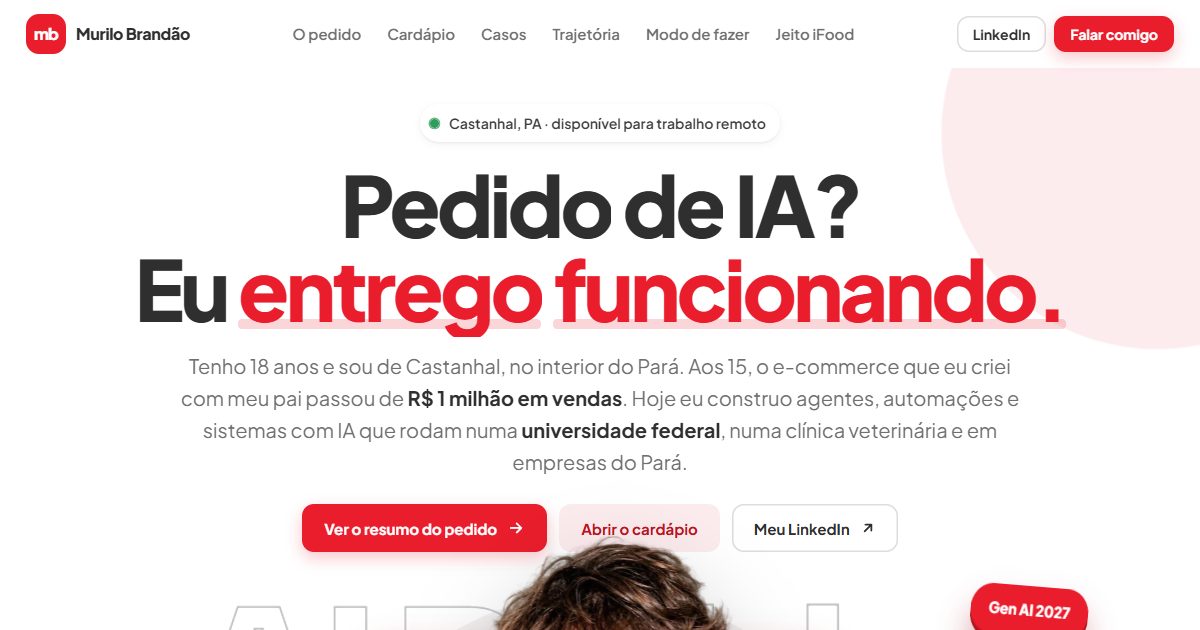 mb Murilo Brandão
O pedido Cardápio Casos Trajetória Modo de fazer Jeito iFood
LinkedIn Falar comigo
Castanhal, PA · disponível para trabalho remoto
Pedido de IA?
Eu entrego funcionando.
Tenho 18 anos e sou de Castanhal, no interior do Pará. Aos 15, o e-commerce que eu criei
com meu pai passou de R$ 1 milhão em vendas. Hoje eu construo agentes, automações e
sistemas com IA que rodam numa universidade federal, numa clínica veterinária e em
empresas do Pará.
Ver o resumo do pedido → Abrir o cardápio Meu LinkedIn ↗
Gen AI 2027